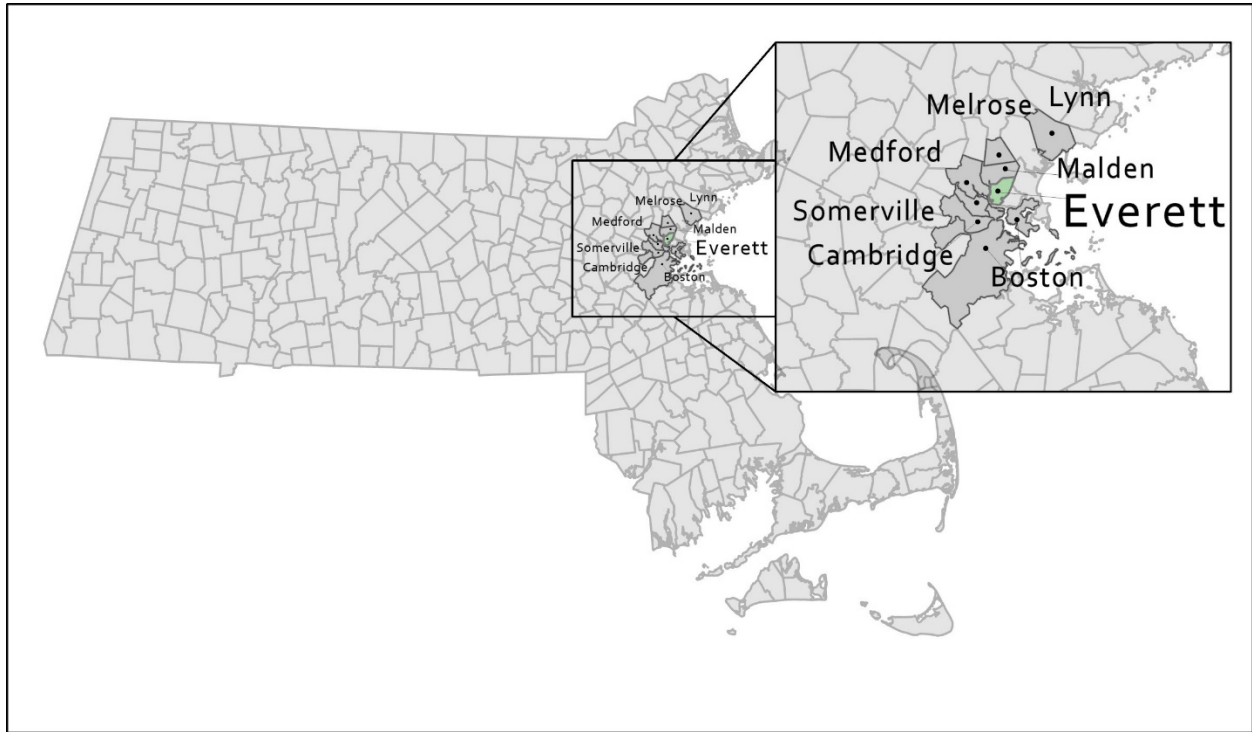 Melrose
Lynn
Medford
Malden
Somerville
Everett
Cambridge
Boston
Melrose
Lynn
Medford
Malden
Everett
Somerville
Cambridge
Boston